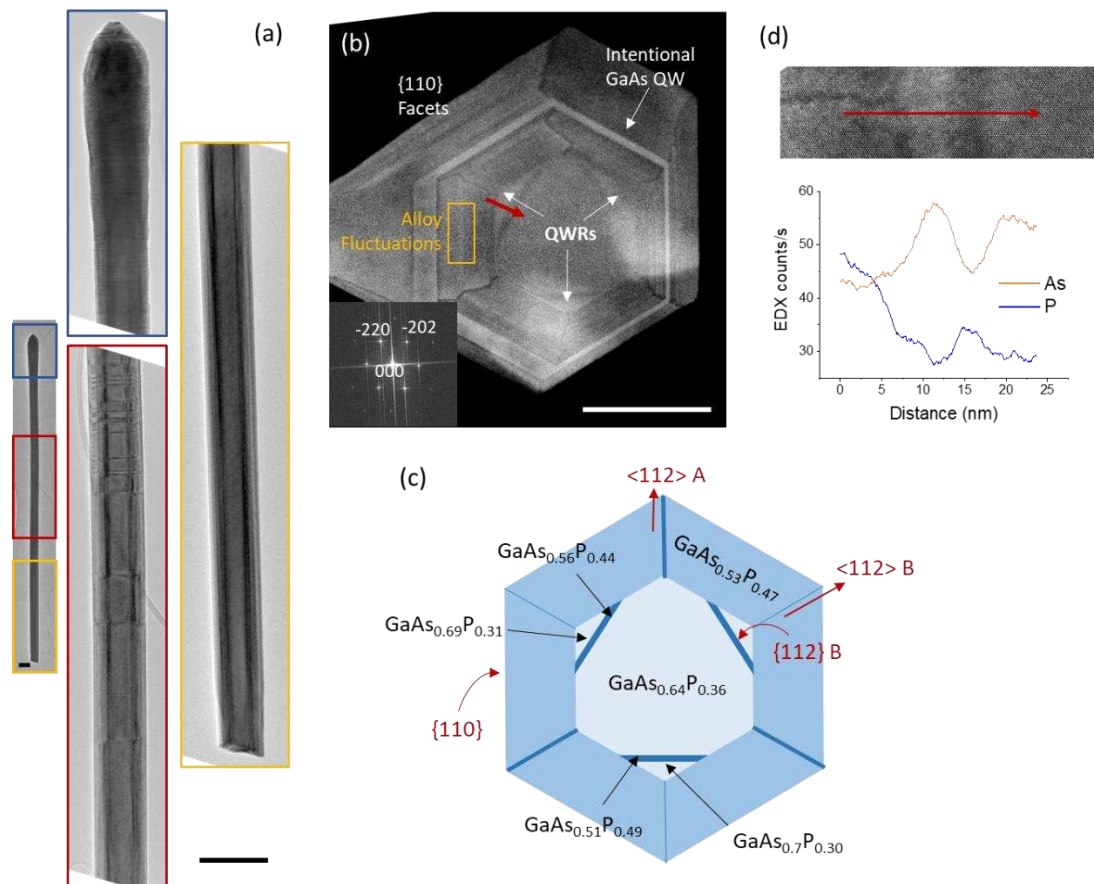 (a)
(b)
{110}
Facets
Intentional
GaAs QW
Alloy
Fluctuations
QWRs
-220
-202
000
(d)
60
50
40
30
EDX counts/s
As
P
0
5
10
15
20
25
Distance (nm)
(c)
<112> A
GaAs0.56P0.44
GaAs0.53P0.47
<112> B
GaAs0.69P0.31
{112} B
GaAs0.64P0.36
{110}
GaAs0.51P0.49
GaAs0.7P0.30